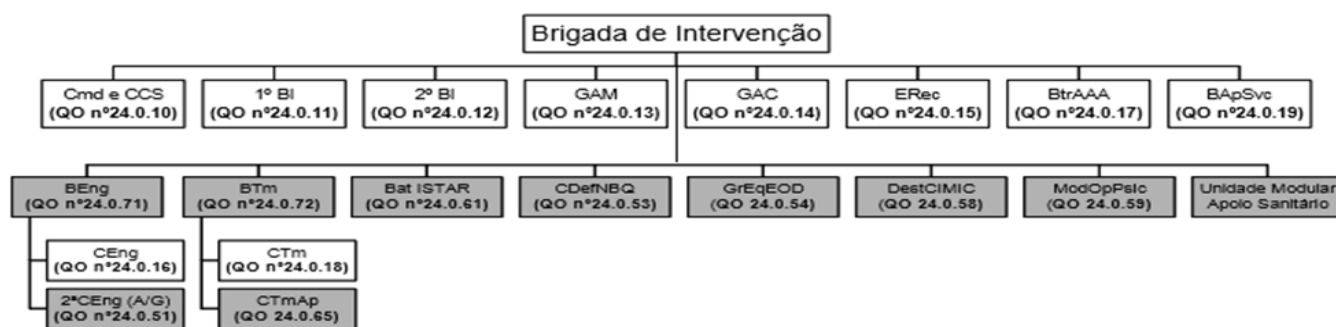 Brigada de Intervenção
Cmd e CCS
(QO nº24.0.10)
1º BI
(QO nº24.0.11)
2º BI
(QO nº24.0.12)
GAM
(QO nº24.0.13)
GAC
(QO nº24.0.14)
ERec
(QO nº24.0.15)
BtrAAA
(QO nº24.0.17)
BApSvc
(QO nº24.0.19)
BEng
(QO nº24.0.71)
BTm
(QO nº24.0.72)
Bat ISTAR
(QO nº24.0.61)
CDefNBQ
(QO nº24.0.53)
GrEqEOD
(QO 24.0.54)
DestCIMIC
(QO 24.0.58)
ModOpPsic
(QO 24.0.59)
Unidade Modular
Apoio Sanitário
CEng
(QO nº24.0.16)
CTm
(QO nº24.0.18)
2ªCEng (A/G)
(QO nº24.0.51)
CTmAp
(QO 24.0.65)